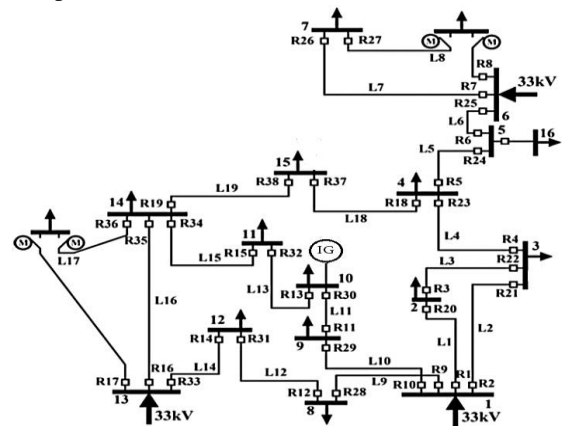 7
R26 R27
M M
L8
R8
L7 R7 33kV
R25
L6 6
R6 5 16
R24
L5
15
R38 R37
L19
14 R19
R36 R34
R35
4 R5
R18 R23
L18
M M
L17
11
R15 R32
L15
IG
L4 R4 3
L3 R22
R21
L13
R13 10
R30
R3
2 R20
L16
L11
12
R14 R31
R11
9 R29
L1 L2
L14
L12
L10
R17 R16 R33
13
33kV
R12 R28
8
L9 R9
R10 R1 R2
1
33kV